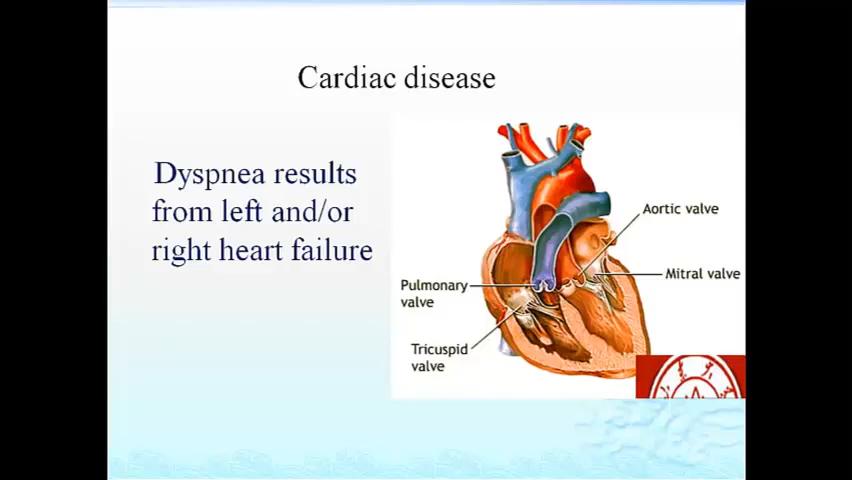 Cardiac disease
Dyspnea results
from left and/or
right heart failure
Aortic valve
Mitral valve
Pulmonary
valve
Tricuspid
valve